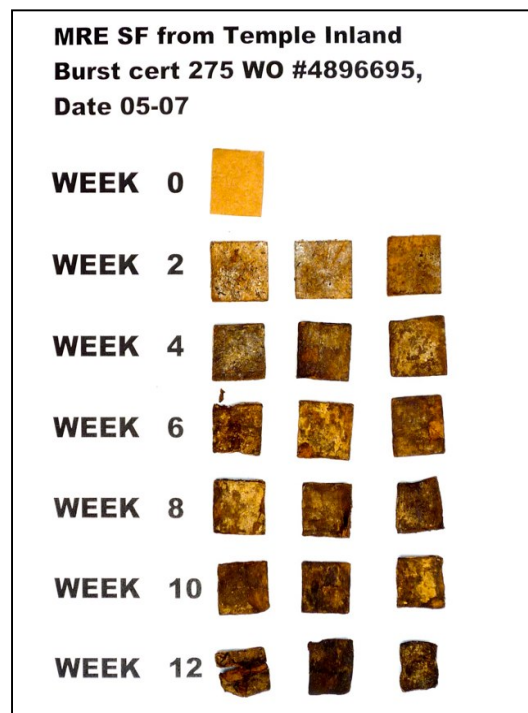 MRE SF from Temple Inland
Burst cert 275 WO #4896695,
Date 05-07
WEEK 0
WEEK 2
WEEK 4
WEEK 6
WEEK 8
WEEK 10
WEEK 12